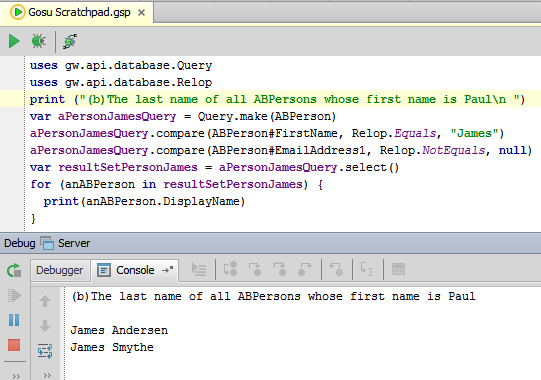 Gosu Scratchpad.gsp ×
uses gw.api.database.Query
uses gw.api.database.Relop
print ("(b)The last name of all ABPersons whose first name is Paul\n ")
var aPersonJamesQuery = Query.make(ABPerson)
aPersonJamesQuery.compare(ABPerson#FirstName, Relop.Equals, "James")
aPersonJamesQuery.compare(ABPerson#EmailAddress1, Relop.NotEquals, null)
var resultSetPersonJames = aPersonJamesQuery.select()
for (anABPerson in resultSetPersonJames) {
print(anABPerson.DisplayName)
}
Debug Server
Debugger Console
(b)The last name of all ABPersons whose first name is Paul
James Andersen
James Smythe